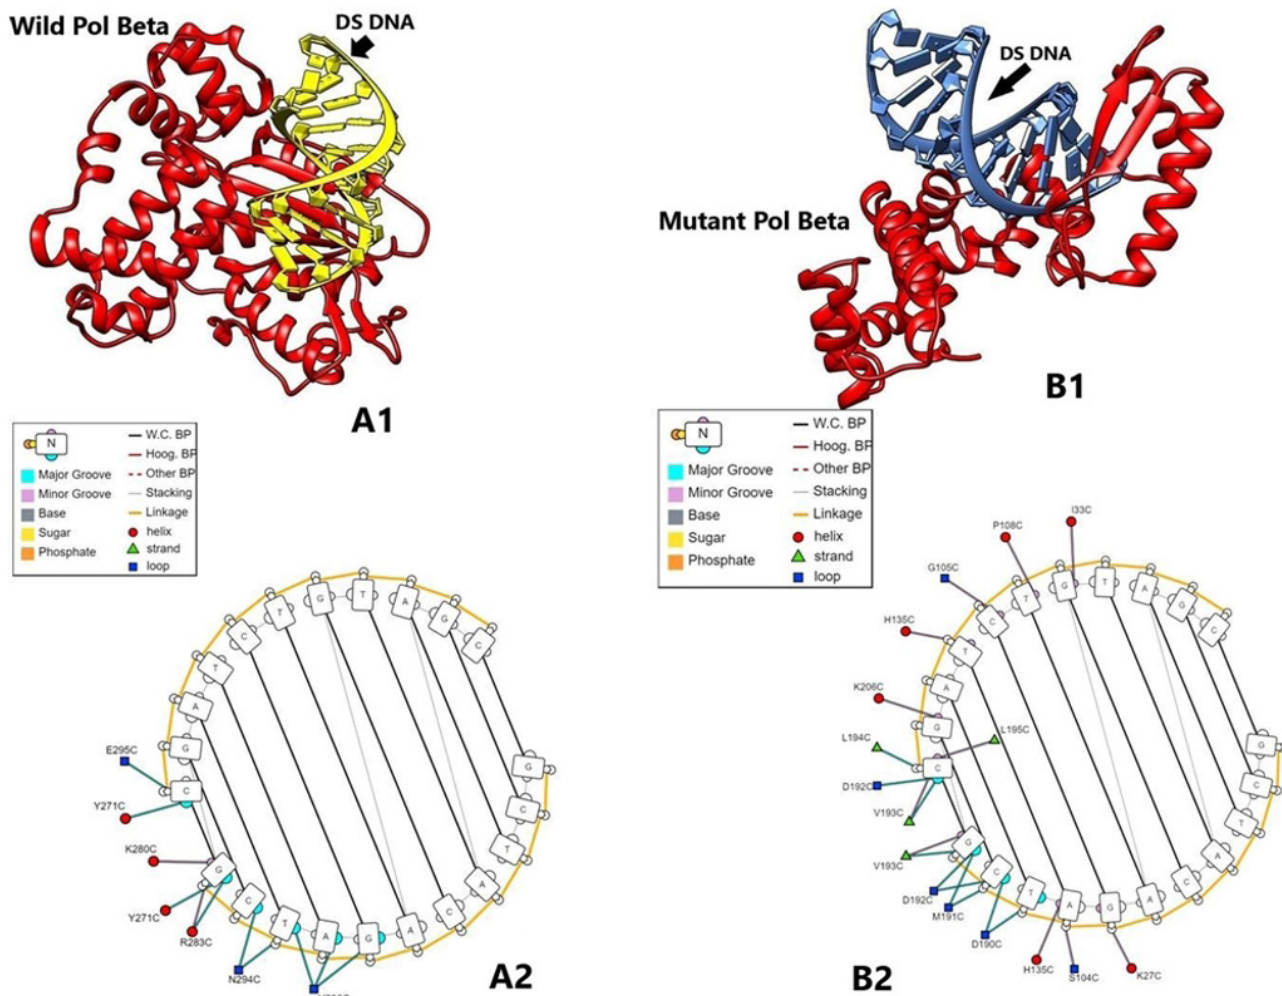 Wild Pol Beta
DS DNA
A1
DS DNA
Mutant Pol Beta
B1
N
Major Groove
Minor Groove
Base
Sugar
Phosphate
W.C. BP
Hoog. BP
Other BP
Stacking
Linkage
helix
strand
loop
C
G
A
T
G
T
C
T
A
G
C
G
C
T
A
G
A
C
A
T
C
G
E295C
Y271C
K280C
Y271C
R283C
N294C
A2
N
Major Groove
Minor Groove
Base
Sugar
Phosphate
W.C. BP
Hoog. BP
Other BP
Stacking
Linkage
helix
strand
loop
I33C
P108C
G105C
H135C
K206C
L194C
L195C
D192C
V193C
V193C
D192C
M191C
D190C
H135C
S104C
K27C
C
G
A
T
G
T
C
T
A
G
C
G
C
T
A
G
A
C
A
T
C
G
B2